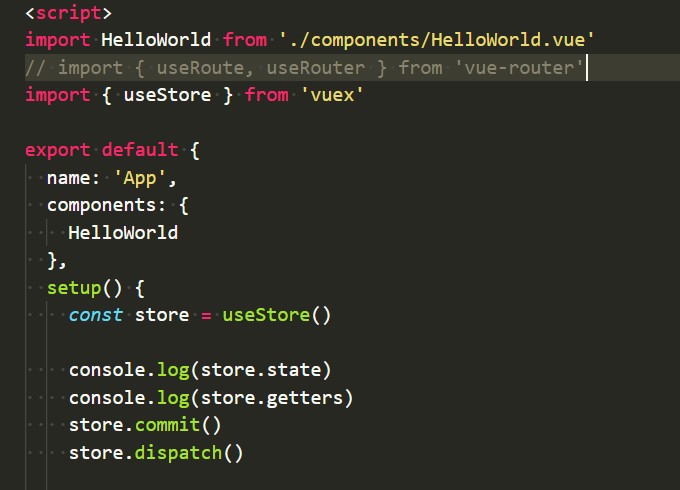 <script>
import HelloWorld from './components/HelloWorld.vue'
// import { useRoute, useRouter } from 'vue-router'
import { useStore } from 'vuex'
export default {
name: 'App',
components: {
HelloWorld
},
setup() {
const store = useStore()
console.log(store.state)
console.log(store.getters)
store.commit()
store.dispatch()